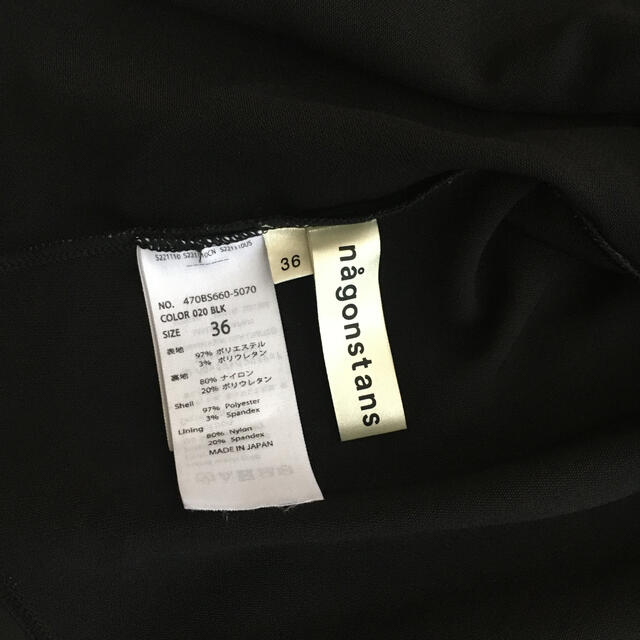 NO. 470BS660-5070
COLOR 020 BLK
SIZE 36
表地
97% ポリエステル
3% ポリウレタン
裏地
80% ナイロン
20% ポリウレタン
Shell 97% Polyester
3% Spandex
Lining 80% Nylon
20% Spandex
MADE IN JAPAN
36
någonstans